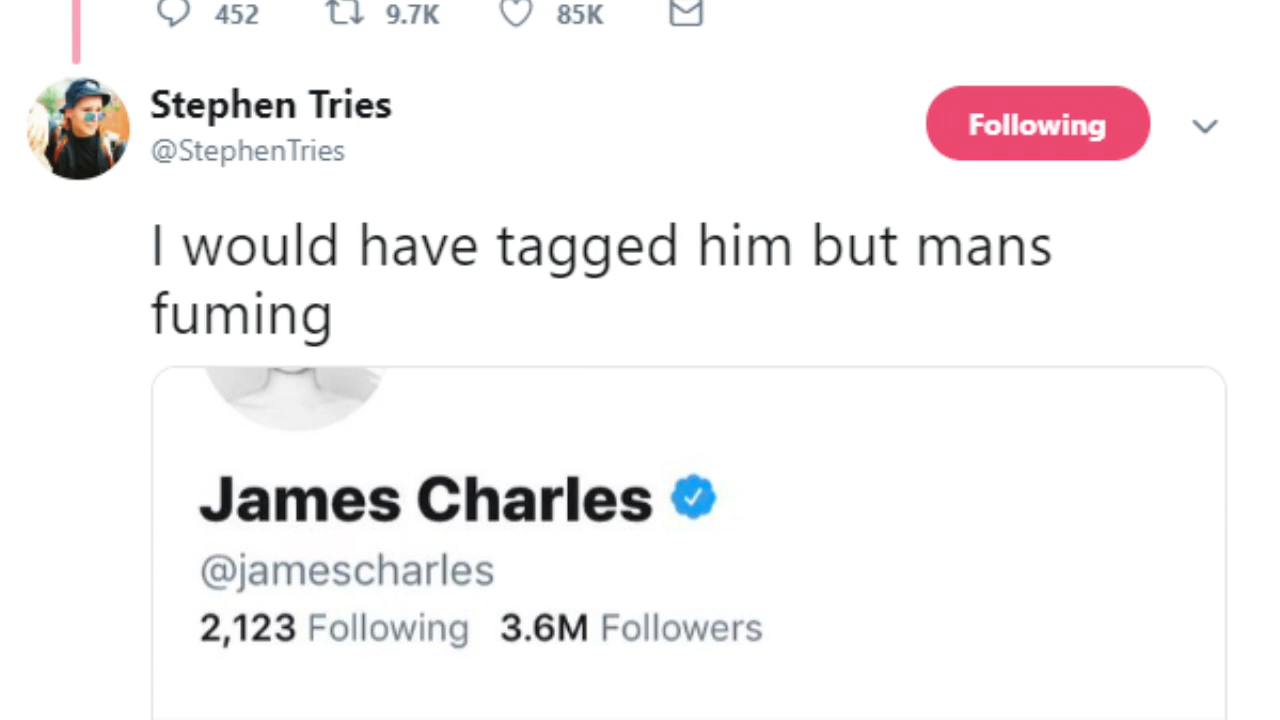 452 9.7K 85K
Stephen Tries
@StephenTries
Following
I would have tagged him but mans
fuming
James Charles
@jamescharles
2,123 Following 3.6M Followers